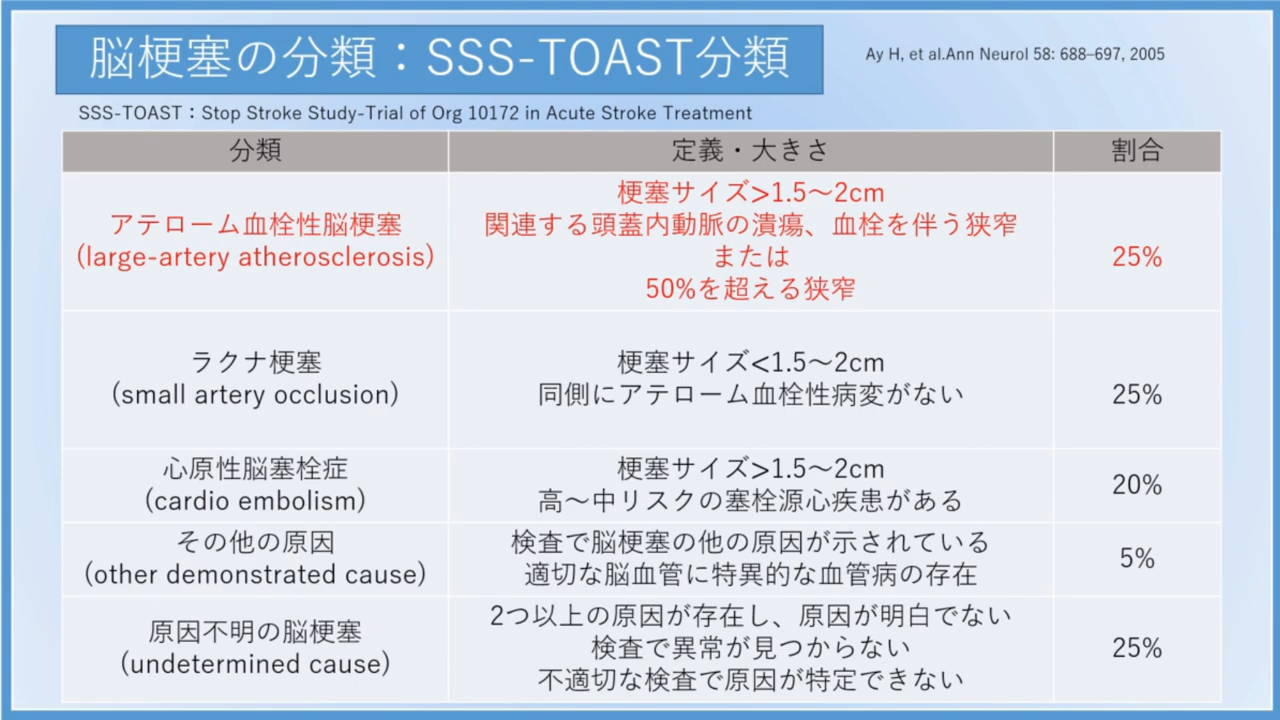 脳梗塞の分類：SSS-TOAST分類
Ay H, et al.Ann Neurol 58: 688–697, 2005
SSS-TOAST：Stop Stroke Study-Trial of Org 10172 in Acute Stroke Treatment
分類
定義・大きさ
割合
アテローム血栓性脳梗塞
(large-artery atherosclerosis)
梗塞サイズ>1.5～2cm
関連する頭蓋内動脈の潰瘍、血栓を伴う狭窄
または
50%を超える狭窄
25%
ラクナ梗塞
(small artery occlusion)
梗塞サイズ<1.5～2cm
同側にアテローム血栓性病変がない
25%
心原性脳塞栓症
(cardio embolism)
梗塞サイズ>1.5～2cm
高～中リスクの塞栓源心疾患がある
20%
その他の原因
(other demonstrated cause)
検査で脳梗塞の他の原因が示されている
適切な脳血管に特異的な血管病の存在
5%
原因不明の脳梗塞
(undetermined cause)
2つ以上の原因が存在し、原因が明白でない
検査で異常が見つからない
不適切な検査で原因が特定できない
25%